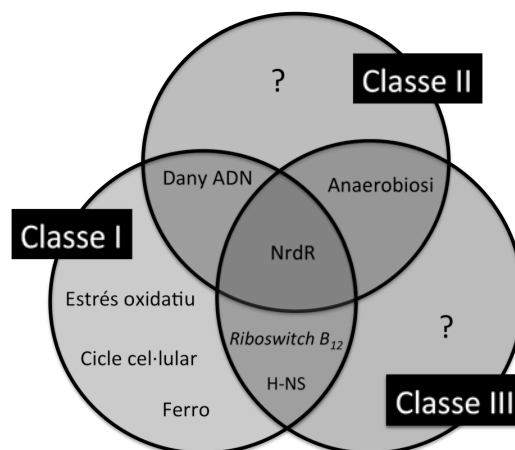 ?
Classe II
Dany ADN
Anaerobiosi
Classe I
NrdR
Estrés oxidatiu
Riboswitch B₁₂
?
Cicle cel·lular
H-NS
Ferro
Classe III